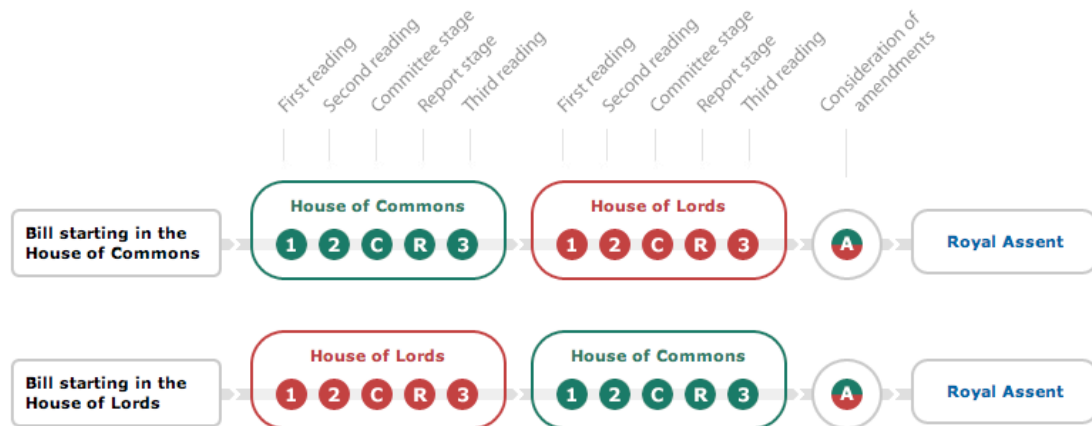 First reading
Second reading
Committee stage
Report stage
Third reading
First reading
Second reading
Committee stage
Report stage
Third reading
Consideration of
amendments
Bill starting in the
House of Commons
House of Commons
1 2 C R 3
House of Lords
1 2 C R 3
A
Royal Assent
Bill starting in the
House of Lords
House of Lords
1 2 C R 3
House of Commons
1 2 C R 3
A
Royal Assent